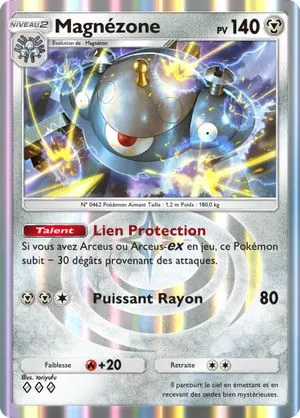 NIVEAU 2
Magnézone
PV 140
Évolution de : Magnéton
N° 0462 Pokémon Aimant Taille : 1,2 m Poids : 180.0 kg
Talent Lien Protection
Si vous avez Arceus ou Arceus-ex en jeu, ce Pokémon
subit − 30 dégâts provenant des attaques.
Puissant Rayon 80
Illus. toriyufu
Faiblesse +20 Retraite
Il parcourt le ciel en émettant et en
recevant des ondes bien mystérieuses.